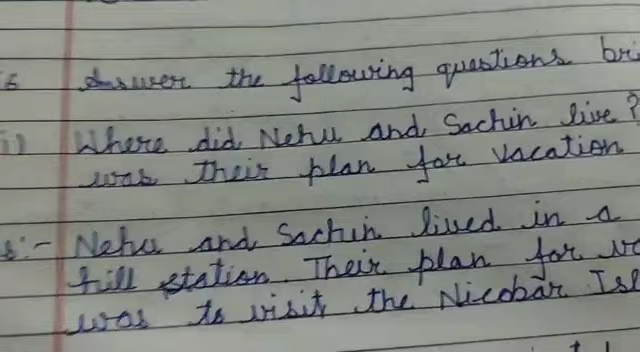 Answer the following questions
i) Where did Nehu and Sachin live?
was their plan for vacation
:- Nehu and Sachin lived in a
hill station. Their plan for
was to visit the Nicobar